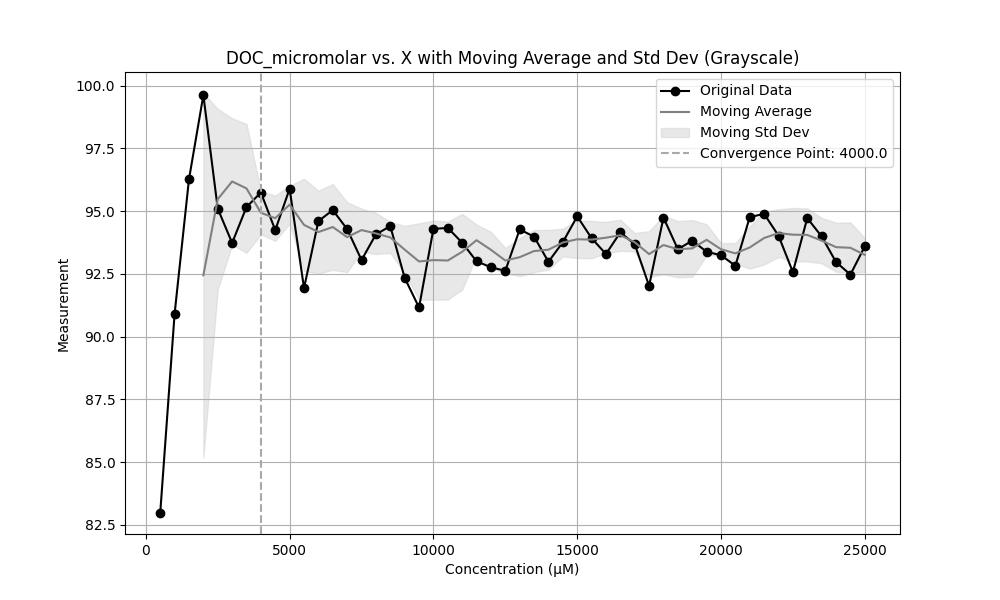 DOC_micromolar vs. X with Moving Average and Std Dev (Grayscale)
Original Data
Moving Average
Moving Std Dev
Convergence Point: 4000.0
100.0
97.5
95.0
92.5
90.0
87.5
85.0
82.5
Measurement
0 5000 10000 15000 20000 25000
Concentration (μM)